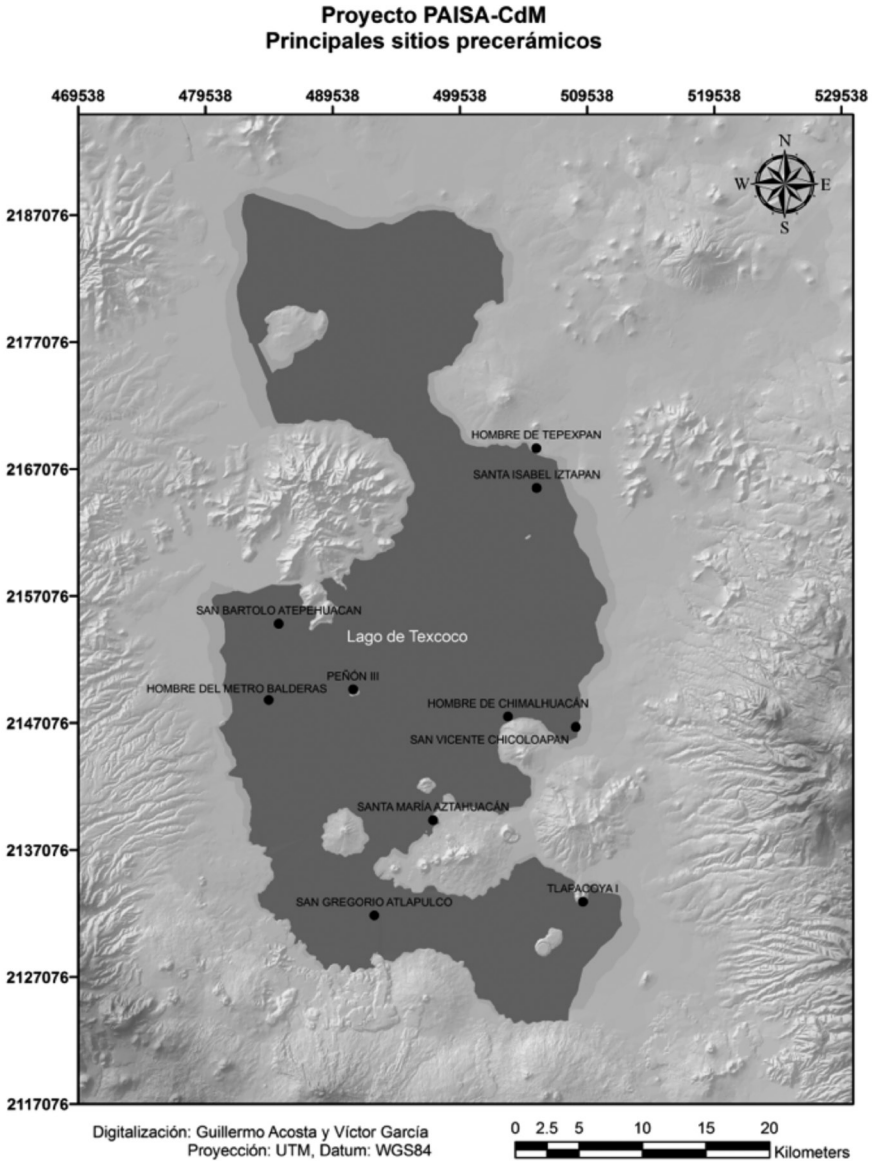 Proyecto PAISA-CdM
Principales sitios precerámicos
469538 479538 489538 499538 509538 519538 529538
N
W E
S
2187076
2177076
HOMBRE DE TEPEXPAN
2167076
SANTA ISABEL IZTAPAN
2157076
SAN BARTOLO ATEPEHUACAN
Lago de Texcoco
PEÑÓN III
HOMBRE DEL METRO BALDERAS
HOMBRE DE CHIMALHUACÁN
2147076
SAN VICENTE CHICOLOAPAN
SANTA MARÍA AZTAHUACÁN
2137076
TLAPACOYA I
SAN GREGORIO ATLAPULCO
2127076
2117076
Digitalización: Guillermo Acosta y Víctor García
Proyección: UTM, Datum: WGS84
0 2.5 5 10 15 20
Kilometers